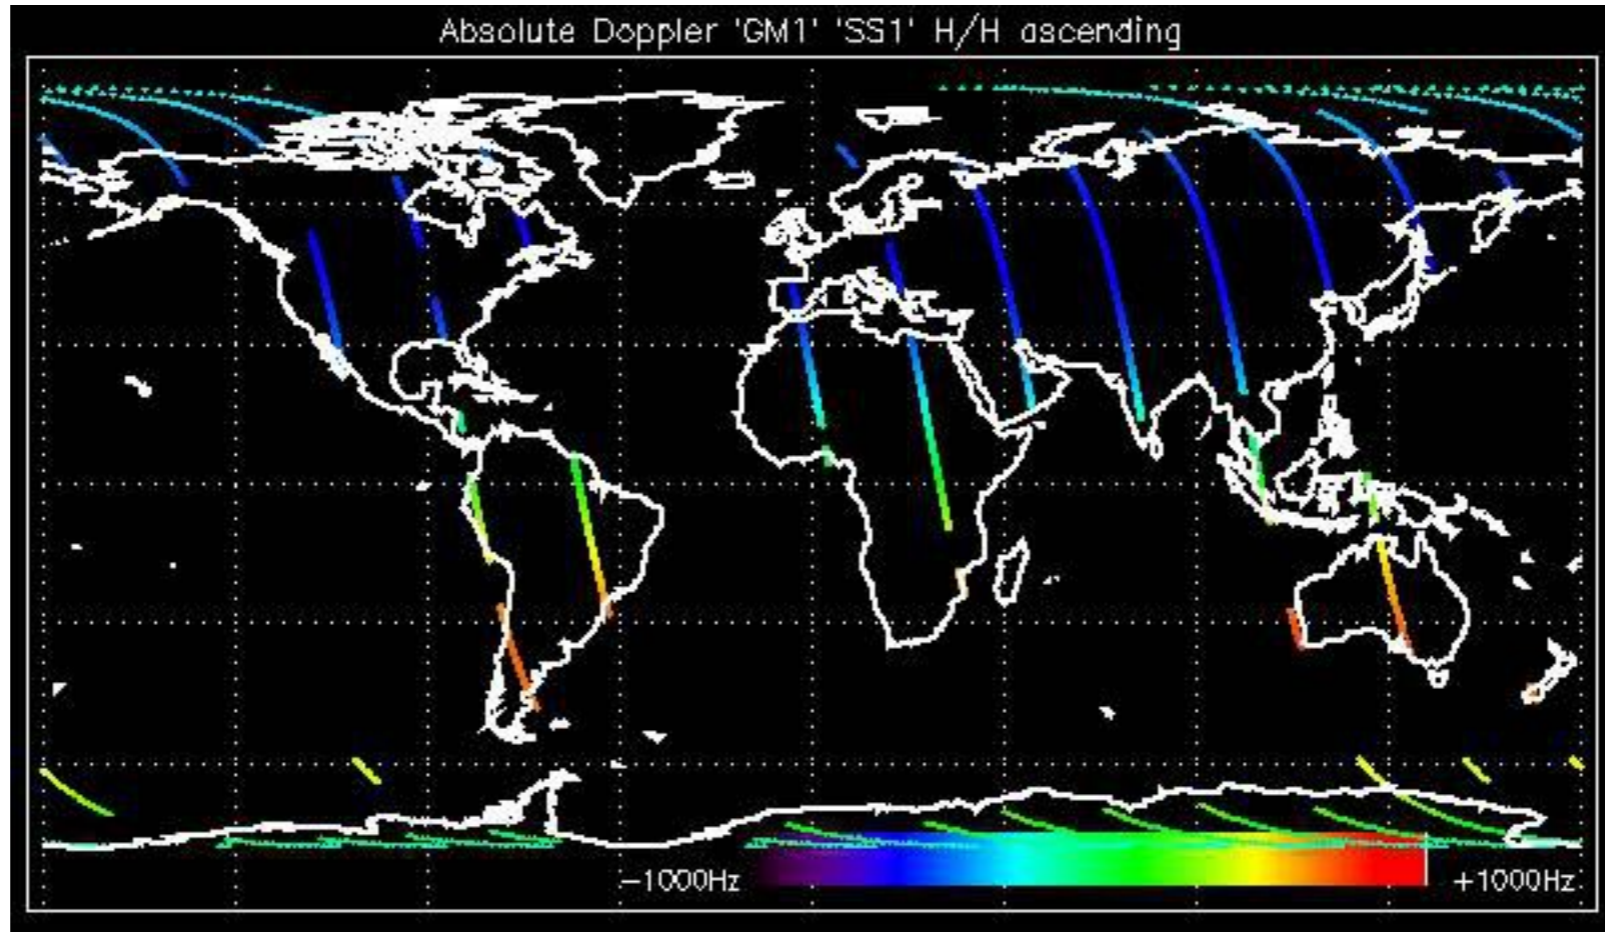 Absolute Doppler 'GM1' 'SS1' H/H ascending
−1000Hz
+1000Hz